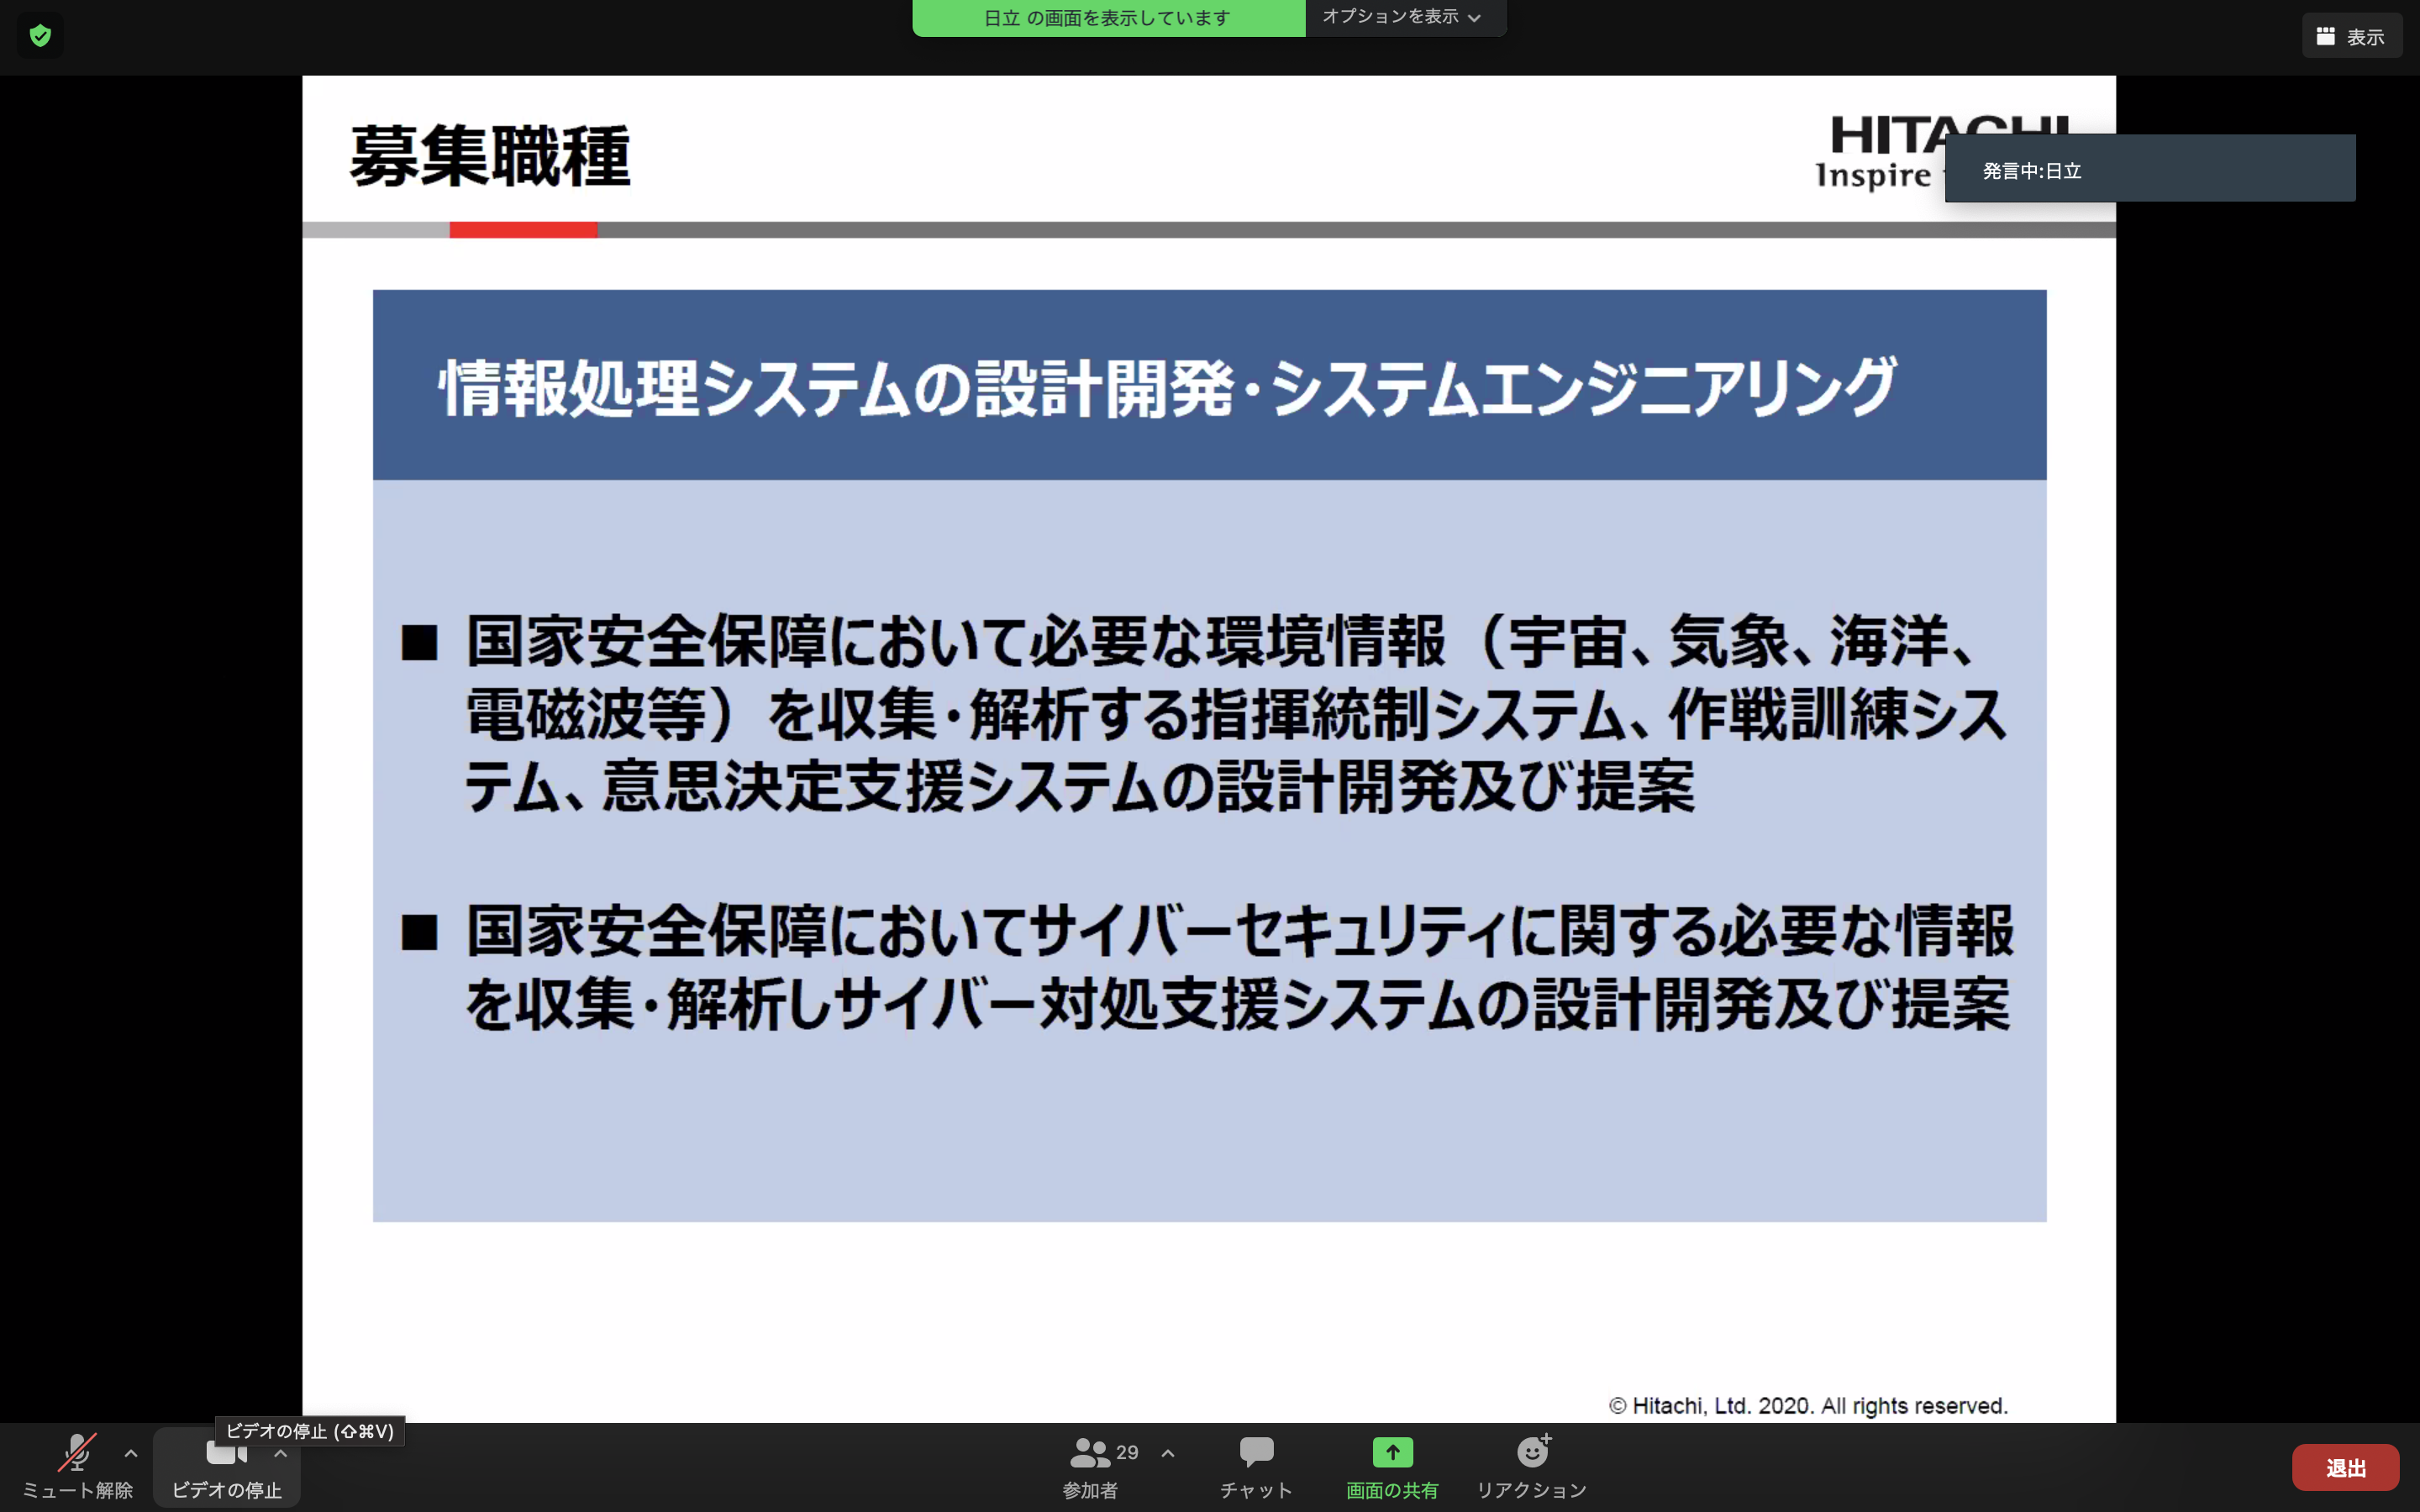 日立 の画面を表示しています
オプションを表示
表示
募集職種
HITACHI
Inspire
発言中:日立
情報処理システムの設計開発・システムエンジニアリング
■ 国家安全保障において必要な環境情報（宇宙、気象、海洋、
電磁波等）を収集・解析する指揮統制システム、作戦訓練シス
テム、意思決定支援システムの設計開発及び提案
■ 国家安全保障においてサイバーセキュリティに関する必要な情報
を収集・解析しサイバー対処支援システムの設計開発及び提案
© Hitachi, Ltd. 2020. All rights reserved.
ビデオの停止 (⇧⌘V)
ミュート解除
ビデオの停止
29
参加者
チャット
画面の共有
リアクション
退出